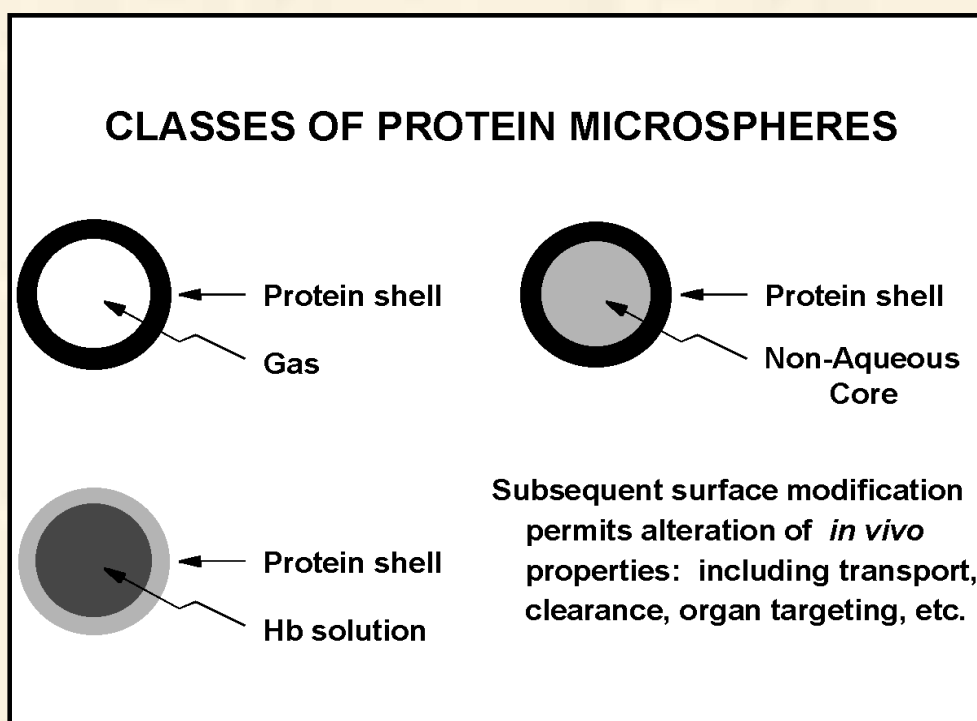 CLASSES OF PROTEIN MICROSPHERES
Protein shell
Gas
Protein shell
Non-Aqueous
Core
Protein shell
Hb solution
Subsequent surface modification
permits alteration of in vivo
properties: including transport,
clearance, organ targeting, etc.